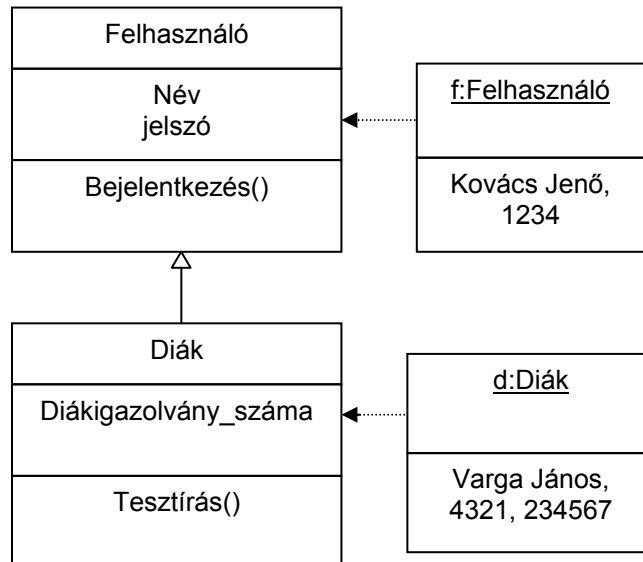 Felhasználó
Név
jelszó
Bejelentkezés()
f:Felhasználó
Kovács Jenő,
1234
Diák
Diákigazolvány_száma
Tesztírás()
d:Diák
Varga János,
4321, 234567